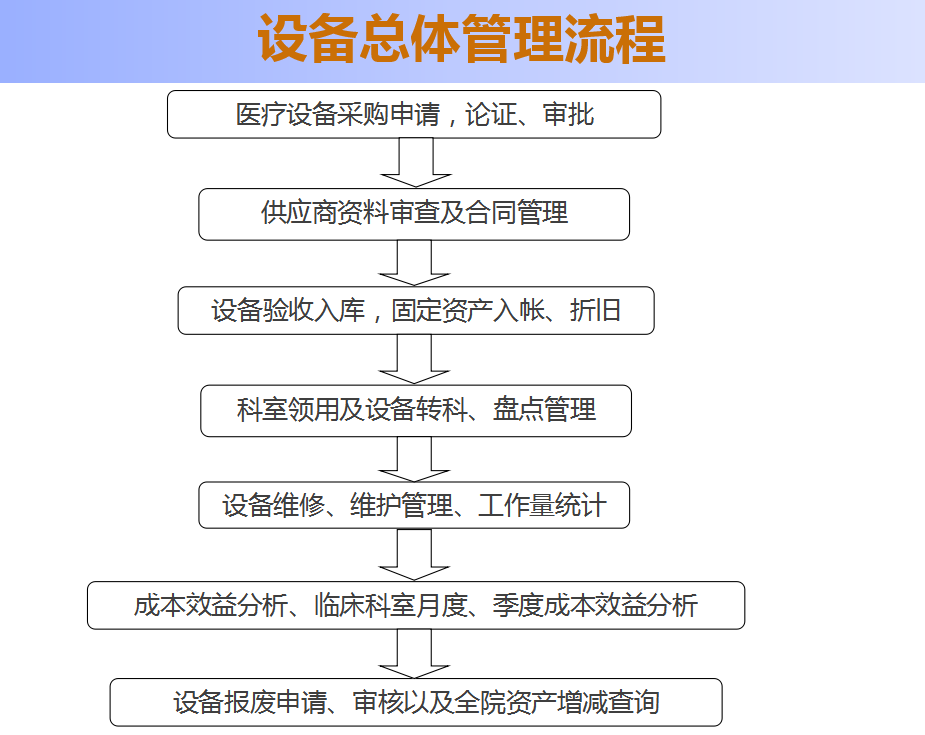 设备总体管理流程
医疗设备采购申请，论证、审批
供应商资料审查及合同管理
设备验收入库，固定资产入帐、折旧
科室领用及设备转科、盘点管理
设备维修、维护管理、工作量统计
成本效益分析、临床科室月度、季度成本效益分析
设备报废申请、审核以及全院资产增减查询